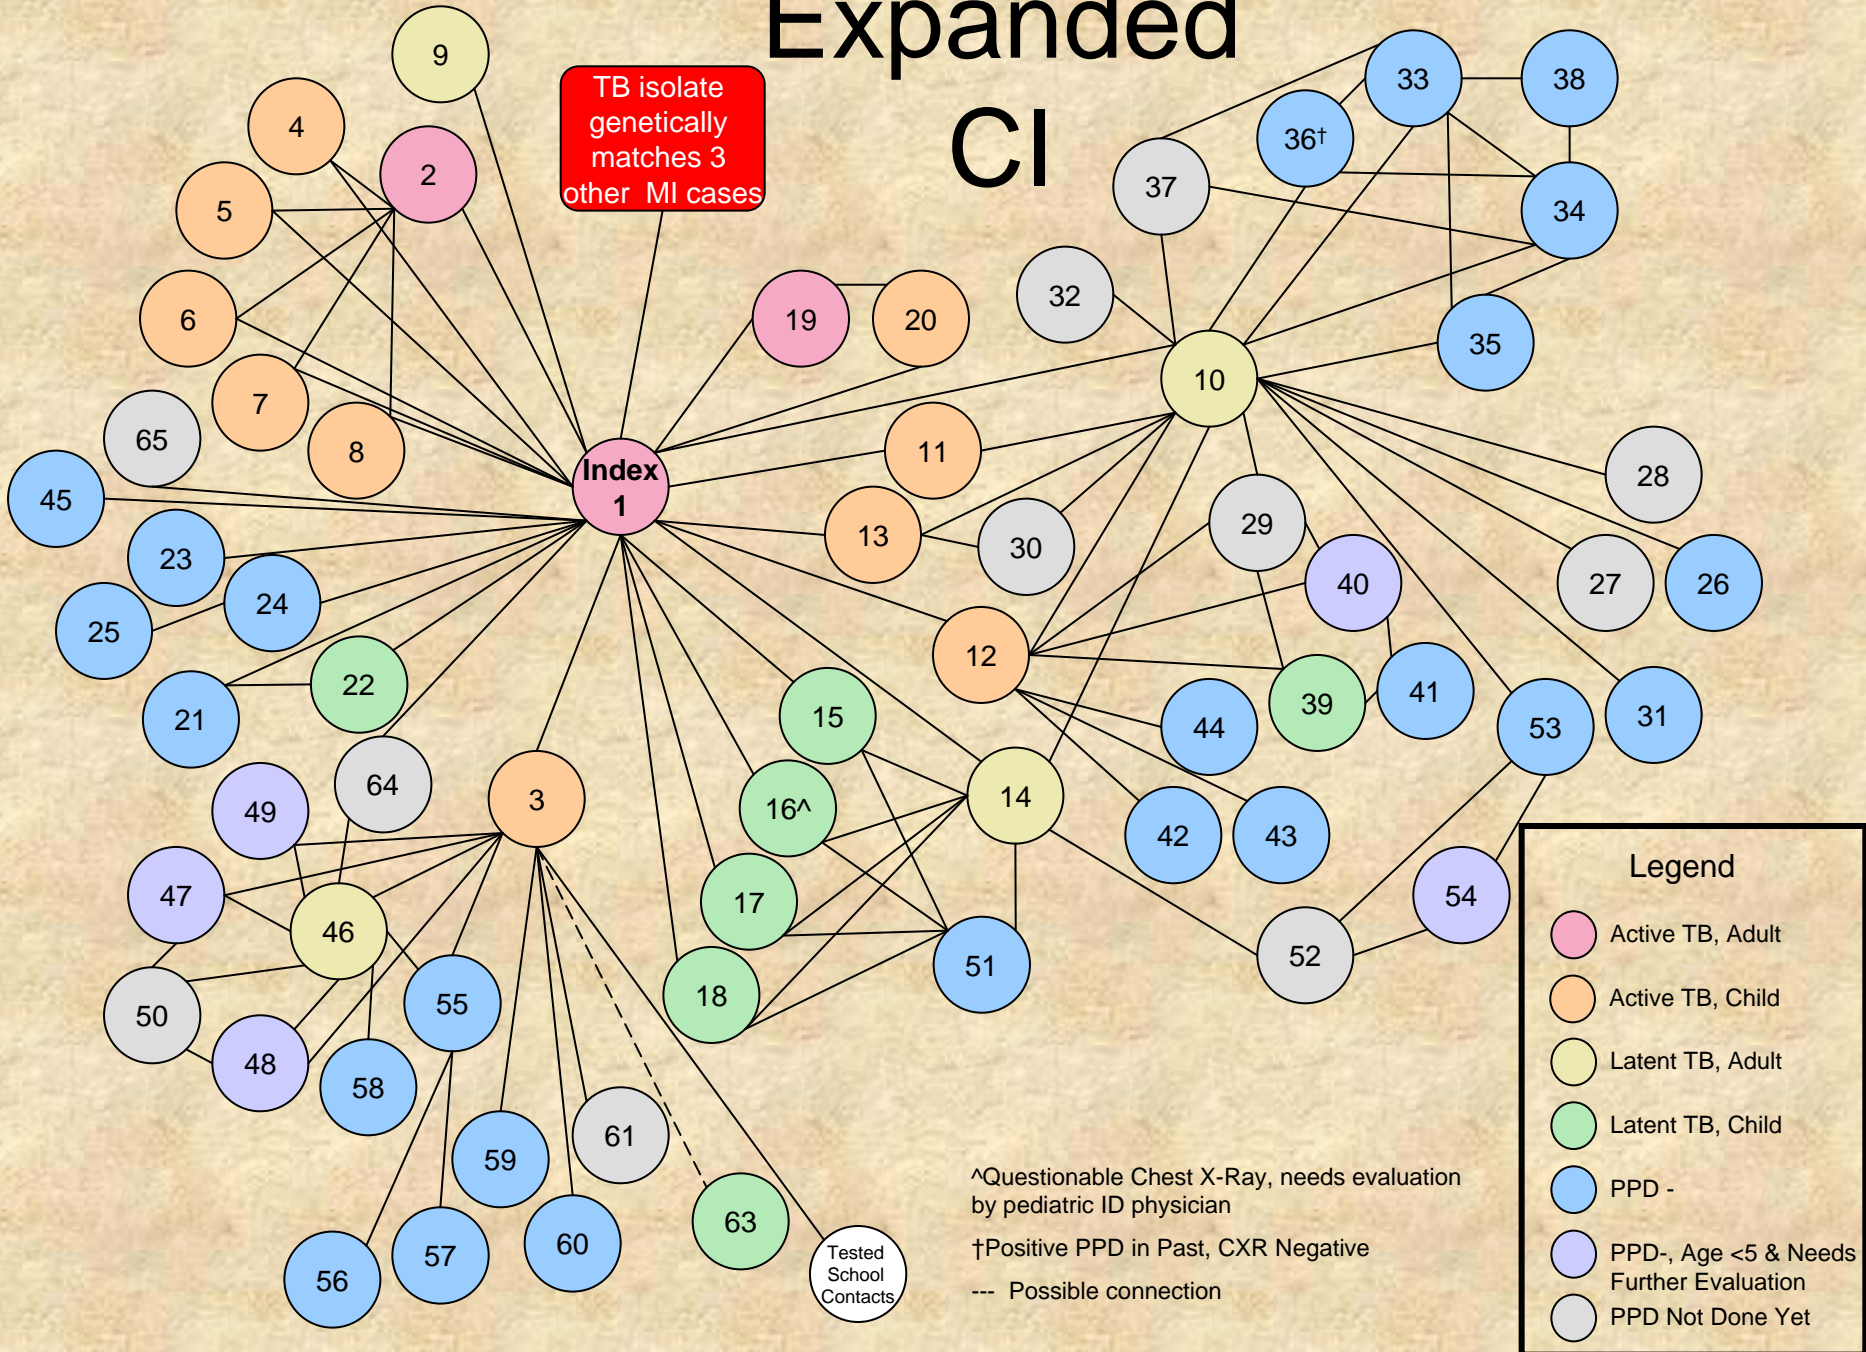 Expanded
CI
TB isolate
genetically
matches 3
other MI cases
9
4
2
5
6
7
8
65
45
23
24
25
22
21
64
49
47
46
50
48
58
55
56
57
3
59
60
61
63
Tested
School
Contacts
Index
1
19
20
11
13
30
12
15
16^
17
18
14
51
10
32
37
36†
33
38
34
35
28
27
26
29
40
39
41
44
42
43
53
31
54
52
^Questionable Chest X-Ray, needs evaluation
by pediatric ID physician
†Positive PPD in Past, CXR Negative
--- Possible connection
Legend
Active TB, Adult
Active TB, Child
Latent TB, Adult
Latent TB, Child
PPD -
PPD-, Age <5 & Needs
Further Evaluation
PPD Not Done Yet